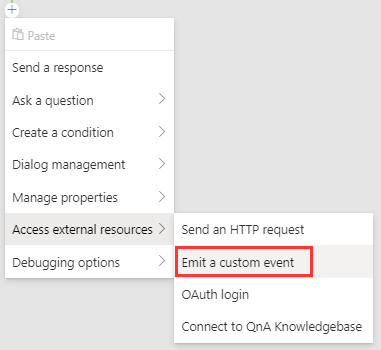 Paste
Send a response
Ask a question
Create a condition
Dialog management
Manage properties
Access external resources
Debugging options
Send an HTTP request
Emit a custom event
OAuth login
Connect to QnA Knowledgebase